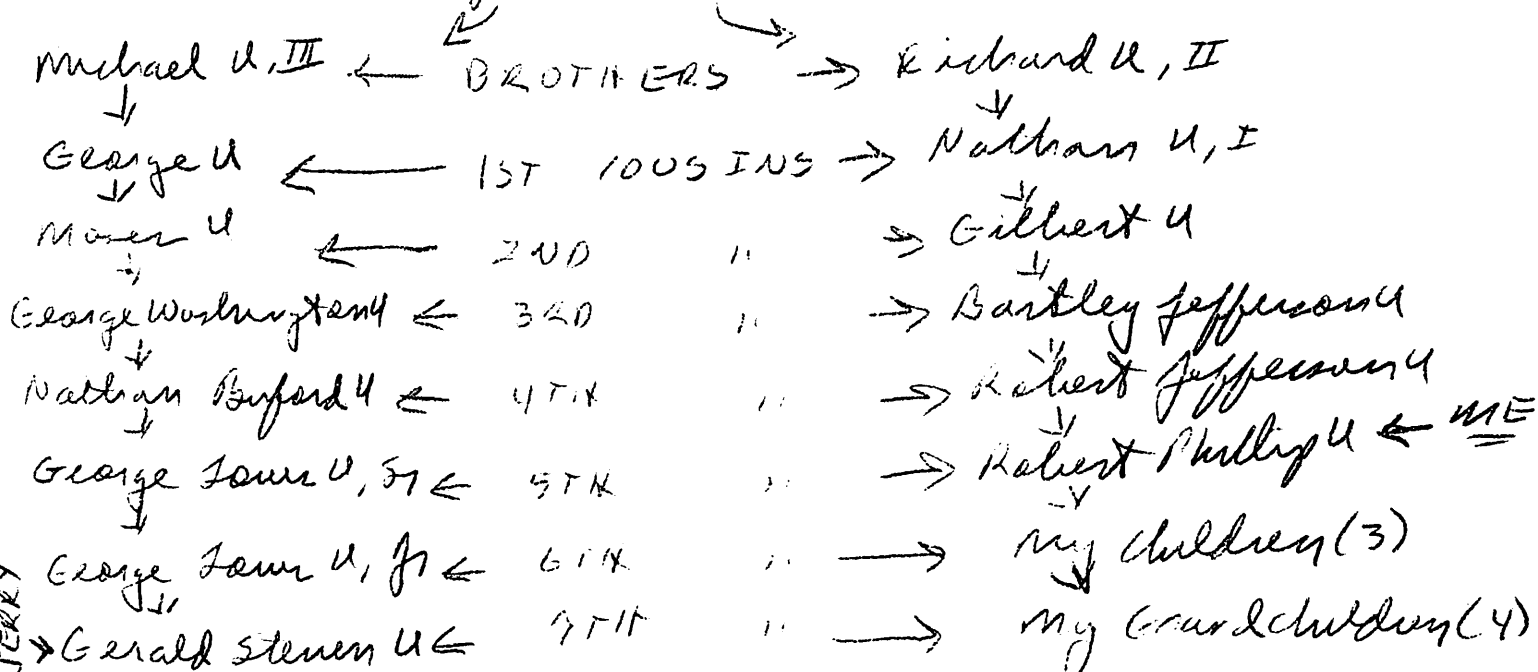 Michael U, III ← BROTHERS → Richard U, II
George U ← 1ST COUSINS → Nathan U, I
← 2ND " → Gilbert U
George Washington U ← 3RD " → Bartley Jefferson U
Nathan Buford U ← 4TH " → Robert Jefferson U
George Louis U, Sr ← 5TH " → Robert Phillip U ← ME
George Louis U, Jr ← 6TH " → My children (3)
JERRY → Gerald Steven U ← 7TH " → My Grandchildren (4)